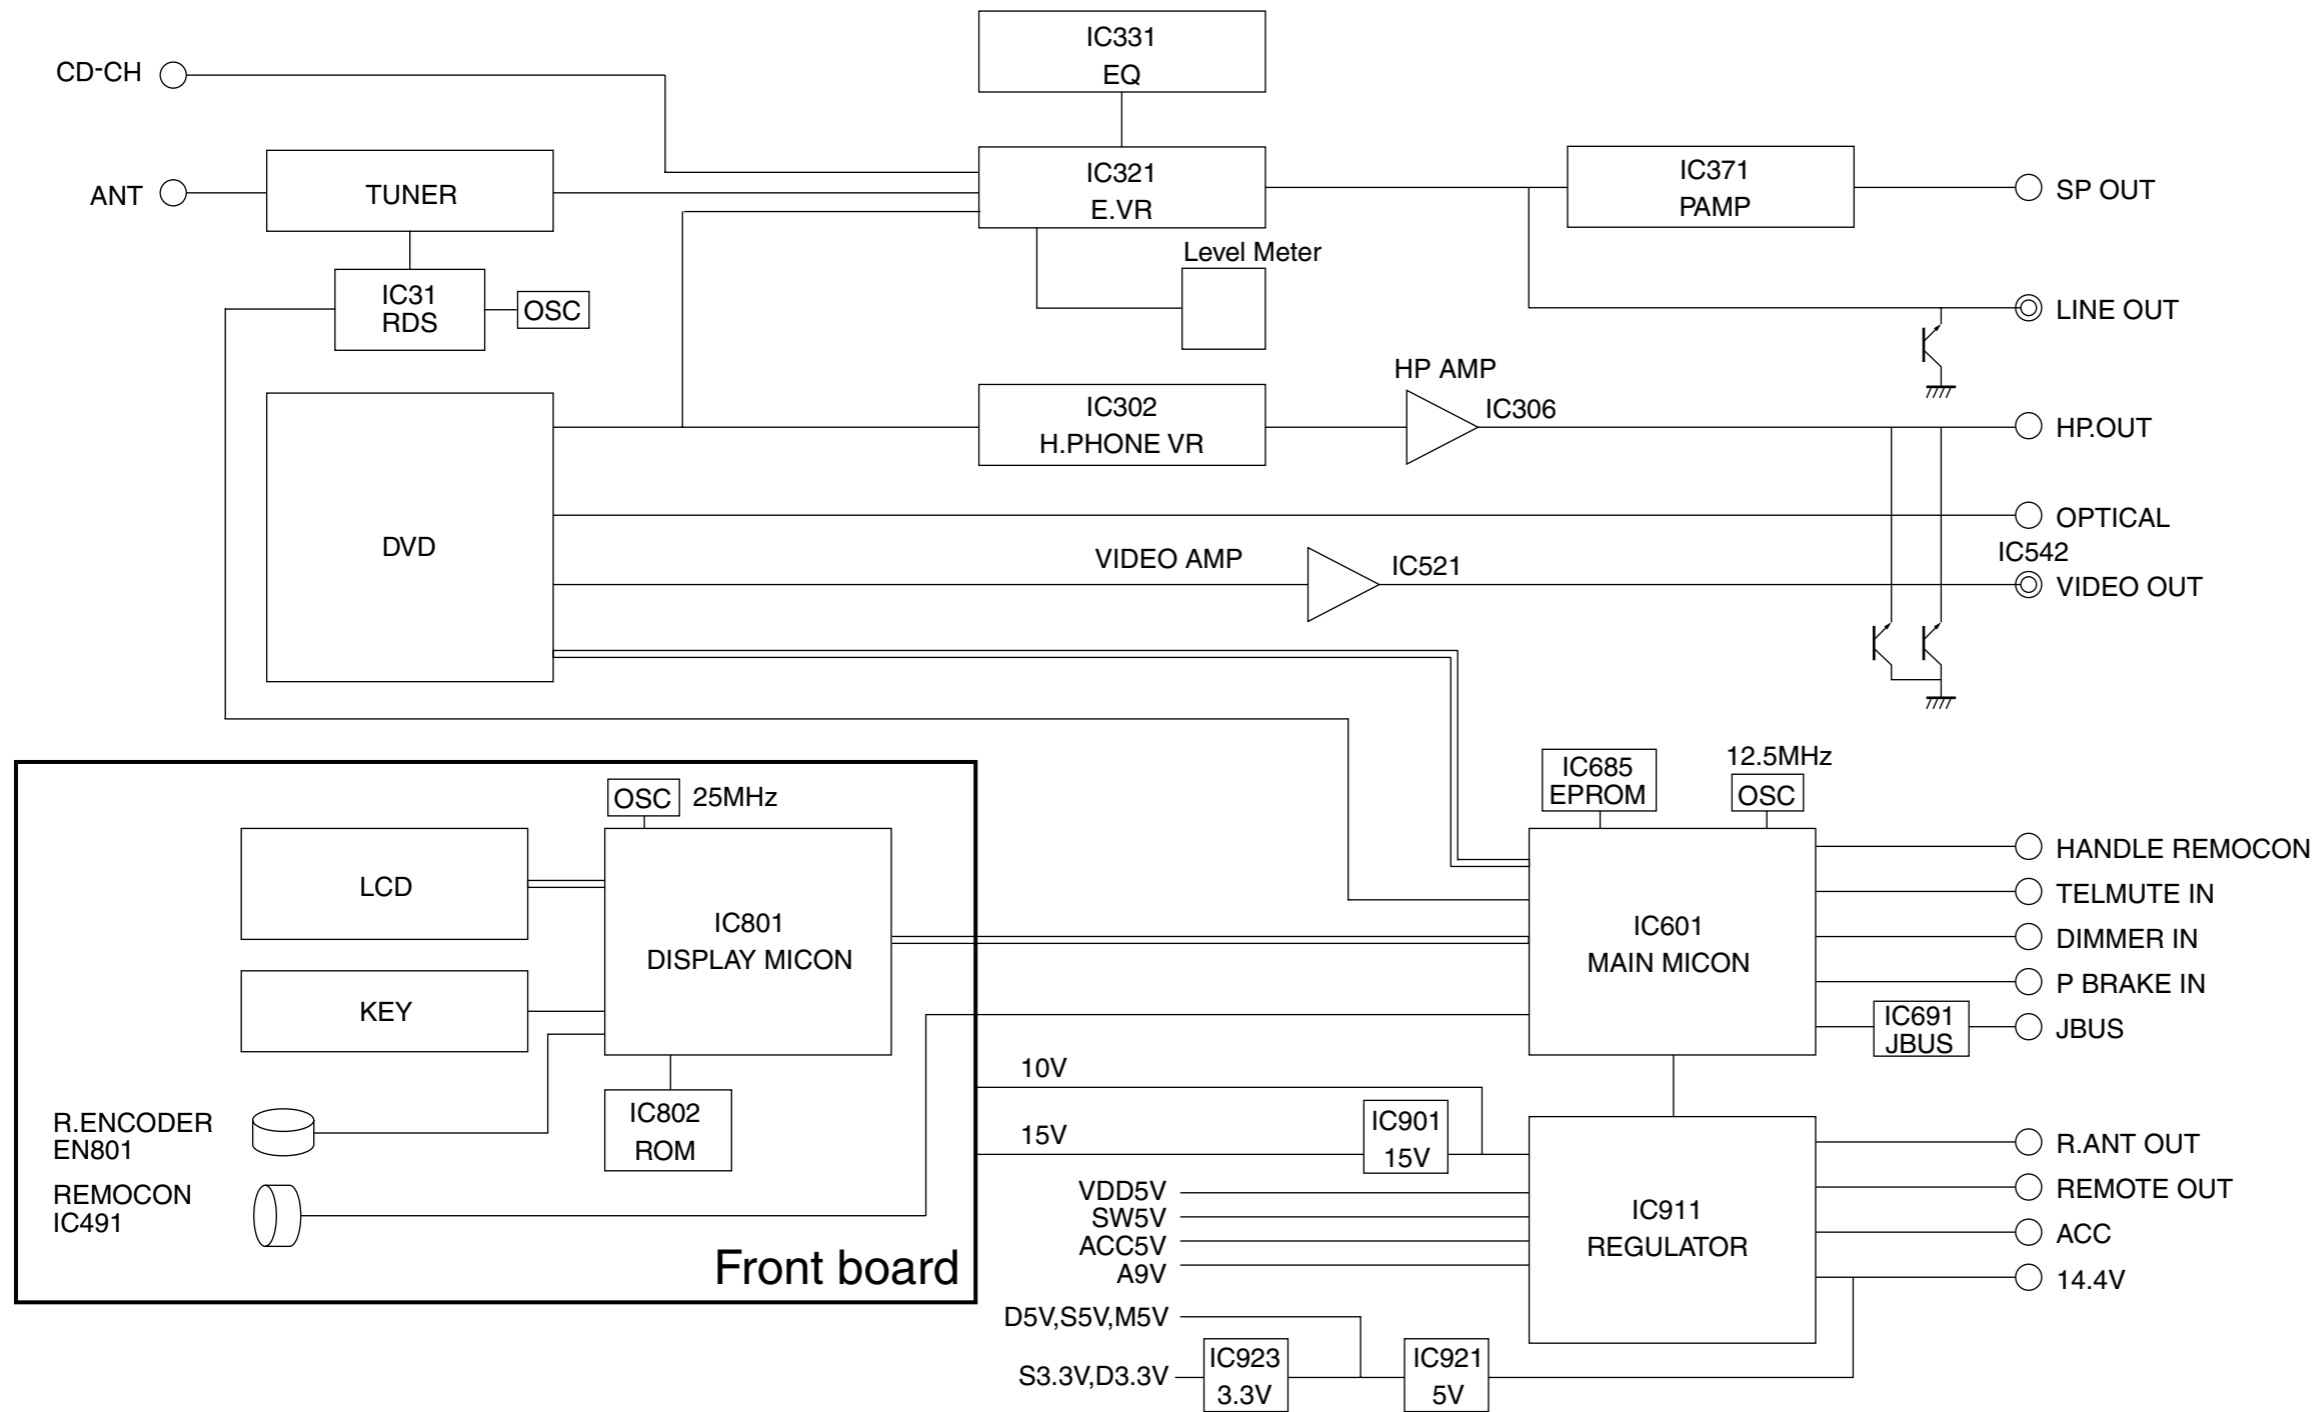 IC331
EQ
CD-CH
ANT
TUNER
IC321
E.VR
IC371
PAMP
SP OUT
Level Meter
IC31
RDS
OSC
LINE OUT
HP AMP
IC302
H.PHONE VR
IC306
HP.OUT
DVD
OPTICAL
VIDEO AMP
IC521
IC542
VIDEO OUT
OSC
25MHz
IC685
EPROM
12.5MHz
OSC
LCD
IC801
DISPLAY MICON
IC601
MAIN MICON
HANDLE REMOCON
TELMUTE IN
DIMMER IN
P BRAKE IN
IC691
JBUS
JBUS
KEY
10V
R.ENCODER
EN801
IC802
ROM
15V
IC901
15V
REMOCON
IC491
Front board
VDD5V
SW5V
ACC5V
A9V
IC911
REGULATOR
R.ANT OUT
REMOTE OUT
ACC
14.4V
D5V,S5V,M5V
S3.3V,D3.3V
IC923
3.3V
IC921
5V